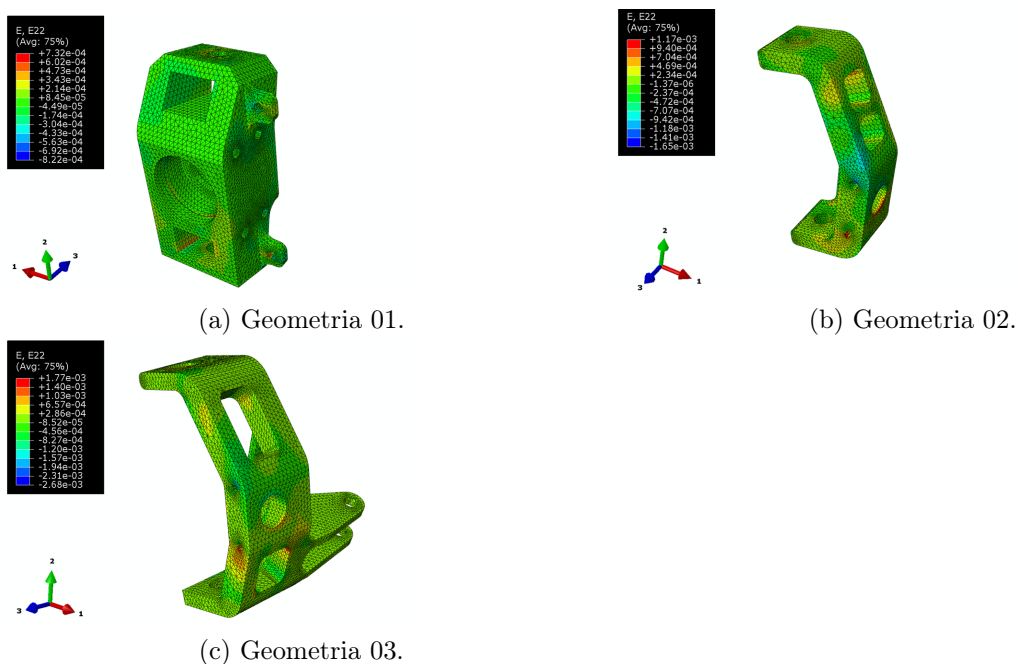 E, E22
(Avg: 75%)
+7.32e-04
+6.02e-04
+4.73e-04
+3.43e-04
+2.14e-04
+8.45e-05
-4.49e-05
-1.74e-04
-3.04e-04
-4.33e-04
-5.63e-04
-6.92e-04
-8.22e-04
2
3
1
(a) Geometria 01.
E, E22
(Avg: 75%)
+1.17e-03
+9.40e-04
+7.04e-04
+4.69e-04
+2.34e-04
-1.37e-06
-2.37e-04
-4.72e-04
-7.07e-04
-9.42e-04
-1.18e-03
-1.41e-03
-1.65e-03
2
3
1
(b) Geometria 02.
E, E22
(Avg: 75%)
+1.77e-03
+1.40e-03
+1.03e-03
+6.57e-04
+2.86e-04
-8.52e-05
-4.56e-04
-8.27e-04
-1.20e-03
-1.57e-03
-1.94e-03
-2.31e-03
-2.68e-03
2
3
1
(c) Geometria 03.